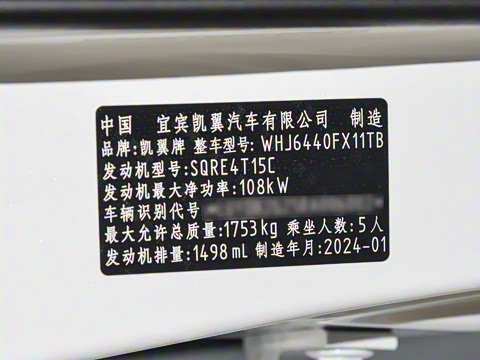 中国 宜宾凯翼汽车有限公司 制造
品牌:凯翼牌 整车型号:WHJ6440FX11TB
发动机型号:SQRE4T15C
发动机最大净功率:108kW
车辆识别代号
最大允许总质量:1753kg 乘坐人数:5人
发动机排量:1498mL 制造年月:2024-01